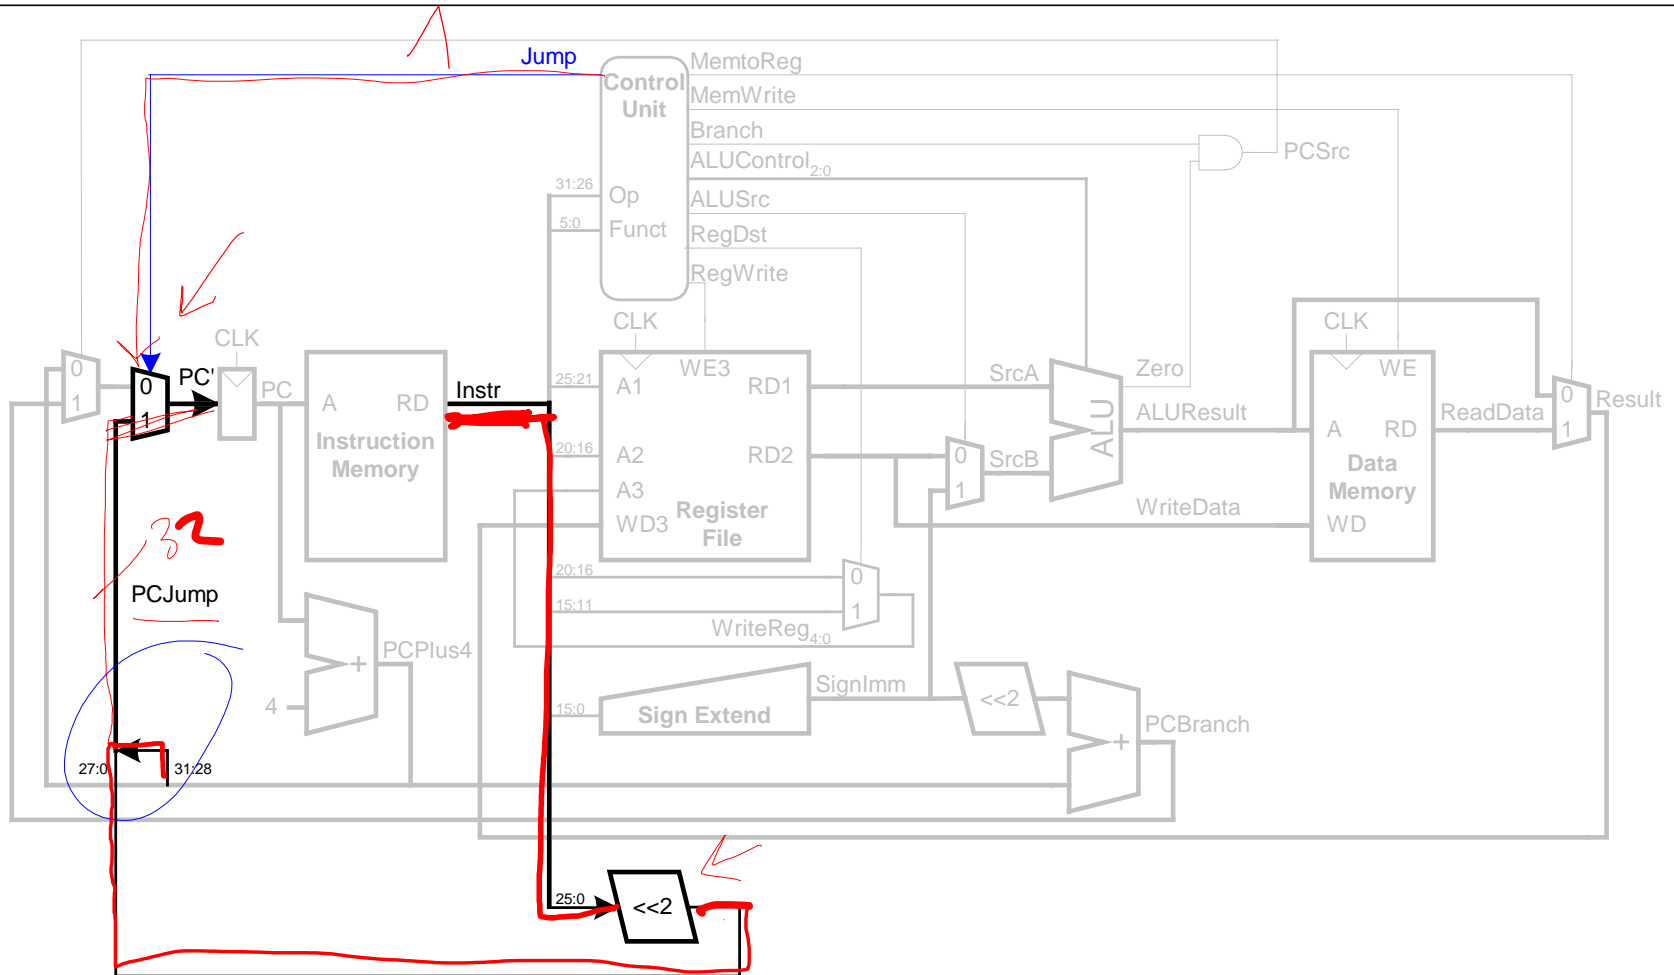 Jump
Control
Unit
MemtoReg
MemWrite
Branch
ALUControl2:0
PCSrc
31:26
Op
ALUSrc
5:0
Funct
RegDst
RegWrite
CLK
CLK
CLK
0
1
0
1
PC'
PC
A
RD
Instruction
Memory
Instr
25:21
A1
WE3
RD1
SrcA
Zero
ALU
ALUResult
WE
A
RD
Data
Memory
WD
ReadData
0
1
Result
20:16
A2
RD2
0
1
SrcB
A3
WD3
Register
File
WriteData
32
PCJump
20:16
0
15:11
1
WriteReg4:0
PCPlus4
+
4
15:0
Sign Extend
SignImm
<<2
+
PCBranch
27:0
31:28
25:0
<<2